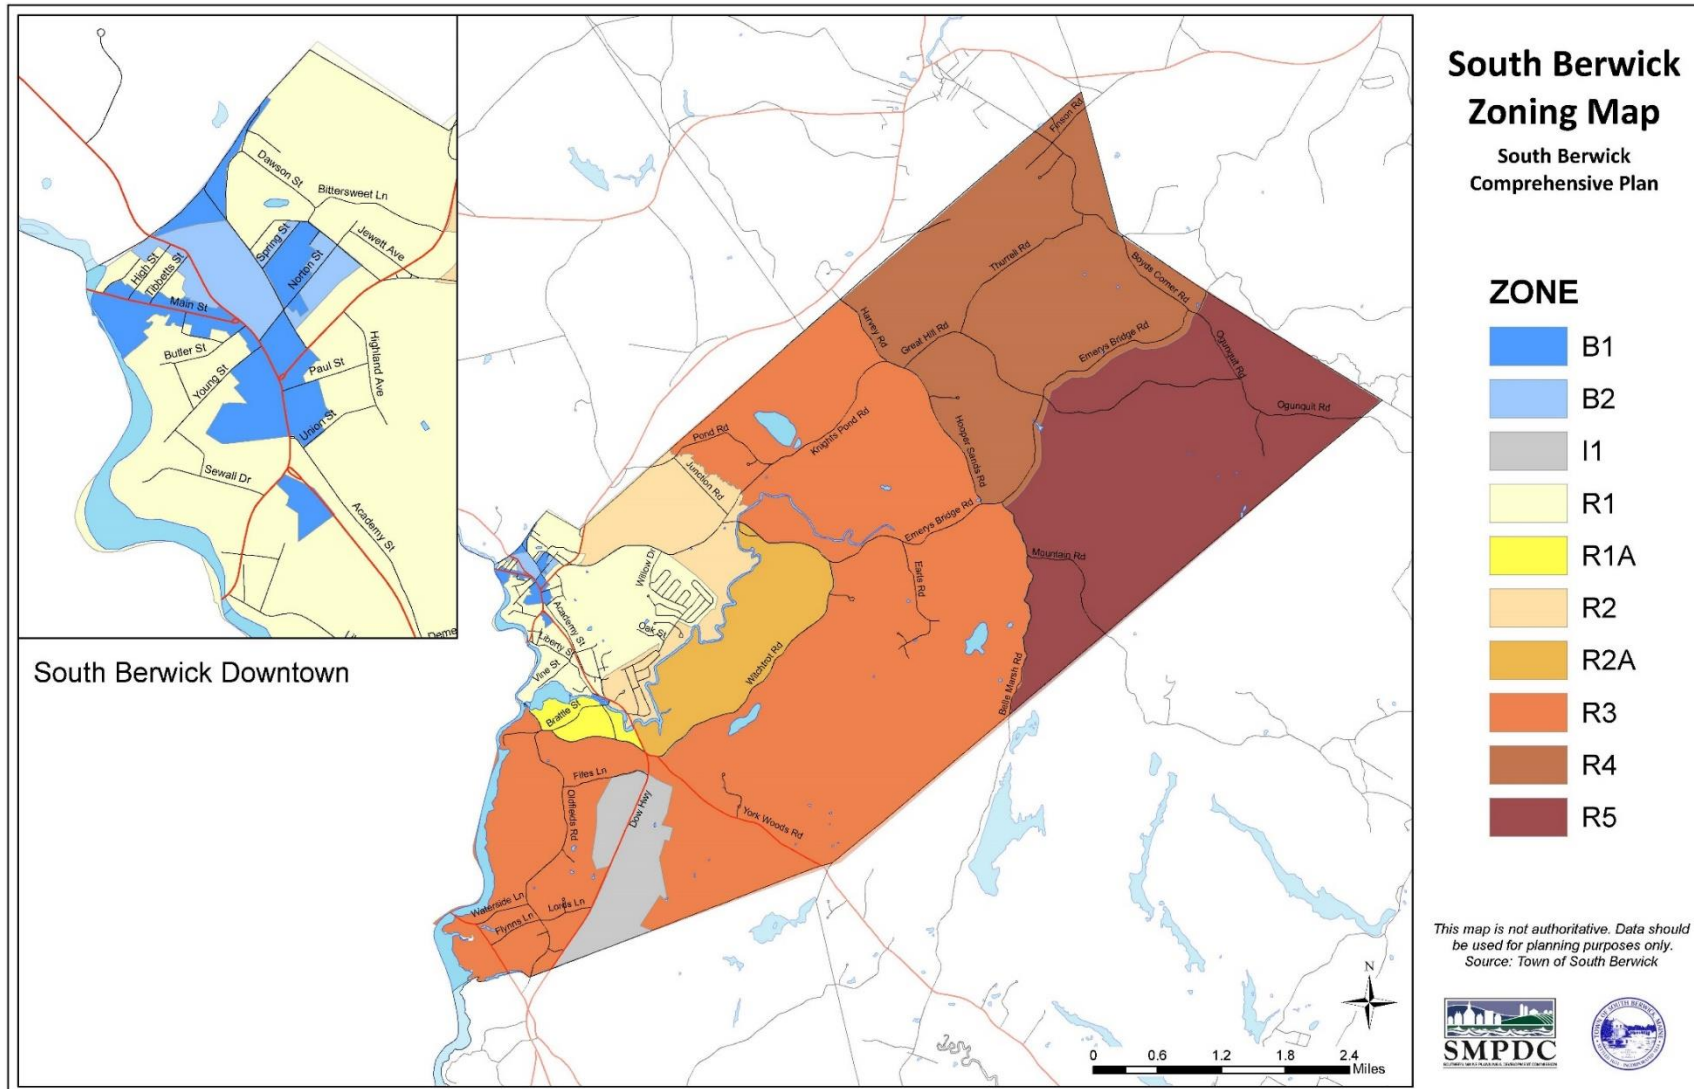 South Berwick
Zoning Map
South Berwick
Comprehensive Plan
ZONE
B1
B2
I1
R1
R1A
R2
R2A
R3
R4
R5
This map is not authoritative. Data should
be used for planning purposes only.
Source: Town of South Berwick
SMPDC
N
0 0.6 1.2 1.8 2.4
Miles
South Berwick Downtown
Dawson St
Bittersweet Ln
Spring St
Jewett Ave
Norton St
High St
Tibbetts St
Main St
Butler St
Young St
Paul St
Highland Ave
Union St
Sewall Dr
Academy St
Finson Rd
Thurrell Rd
Boyds Corner Rd
Harvey Rd
Great Hill Rd
Emerys Bridge Rd
Ogunquit Rd
Ogunquit Rd
Pond Rd
Knights Pond Rd
Hooper Sands Rd
Junction Rd
Emerys Bridge Rd
Mountain Rd
Willow Dr
Earls Rd
Academy St
Oak St
Liberty S
Vine St
Witchtrot Rd
Belle Marsh Rd
Brattle St
Fifes Ln
Oldfields Rd
Dow Hwy
York Woods Rd
Waterside Ln
Lords Ln
Flynns Ln